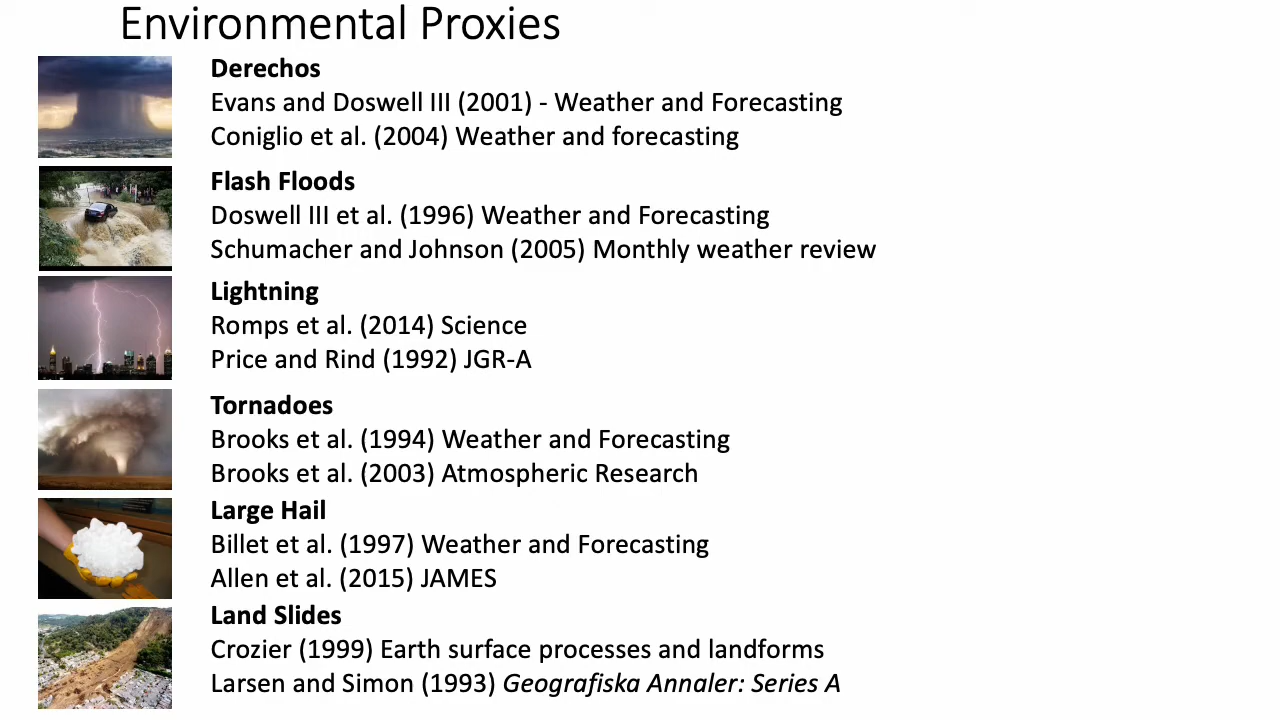 Environmental Proxies
Derechos
Evans and Doswell III (2001) - Weather and Forecasting
Coniglio et al. (2004) Weather and forecasting
Flash Floods
Doswell III et al. (1996) Weather and Forecasting
Schumacher and Johnson (2005) Monthly weather review
Lightning
Romps et al. (2014) Science
Price and Rind (1992) JGR-A
Tornadoes
Brooks et al. (1994) Weather and Forecasting
Brooks et al. (2003) Atmospheric Research
Large Hail
Billet et al. (1997) Weather and Forecasting
Allen et al. (2015) JAMES
Land Slides
Crozier (1999) Earth surface processes and landforms
Larsen and Simon (1993) Geografiska Annaler: Series A